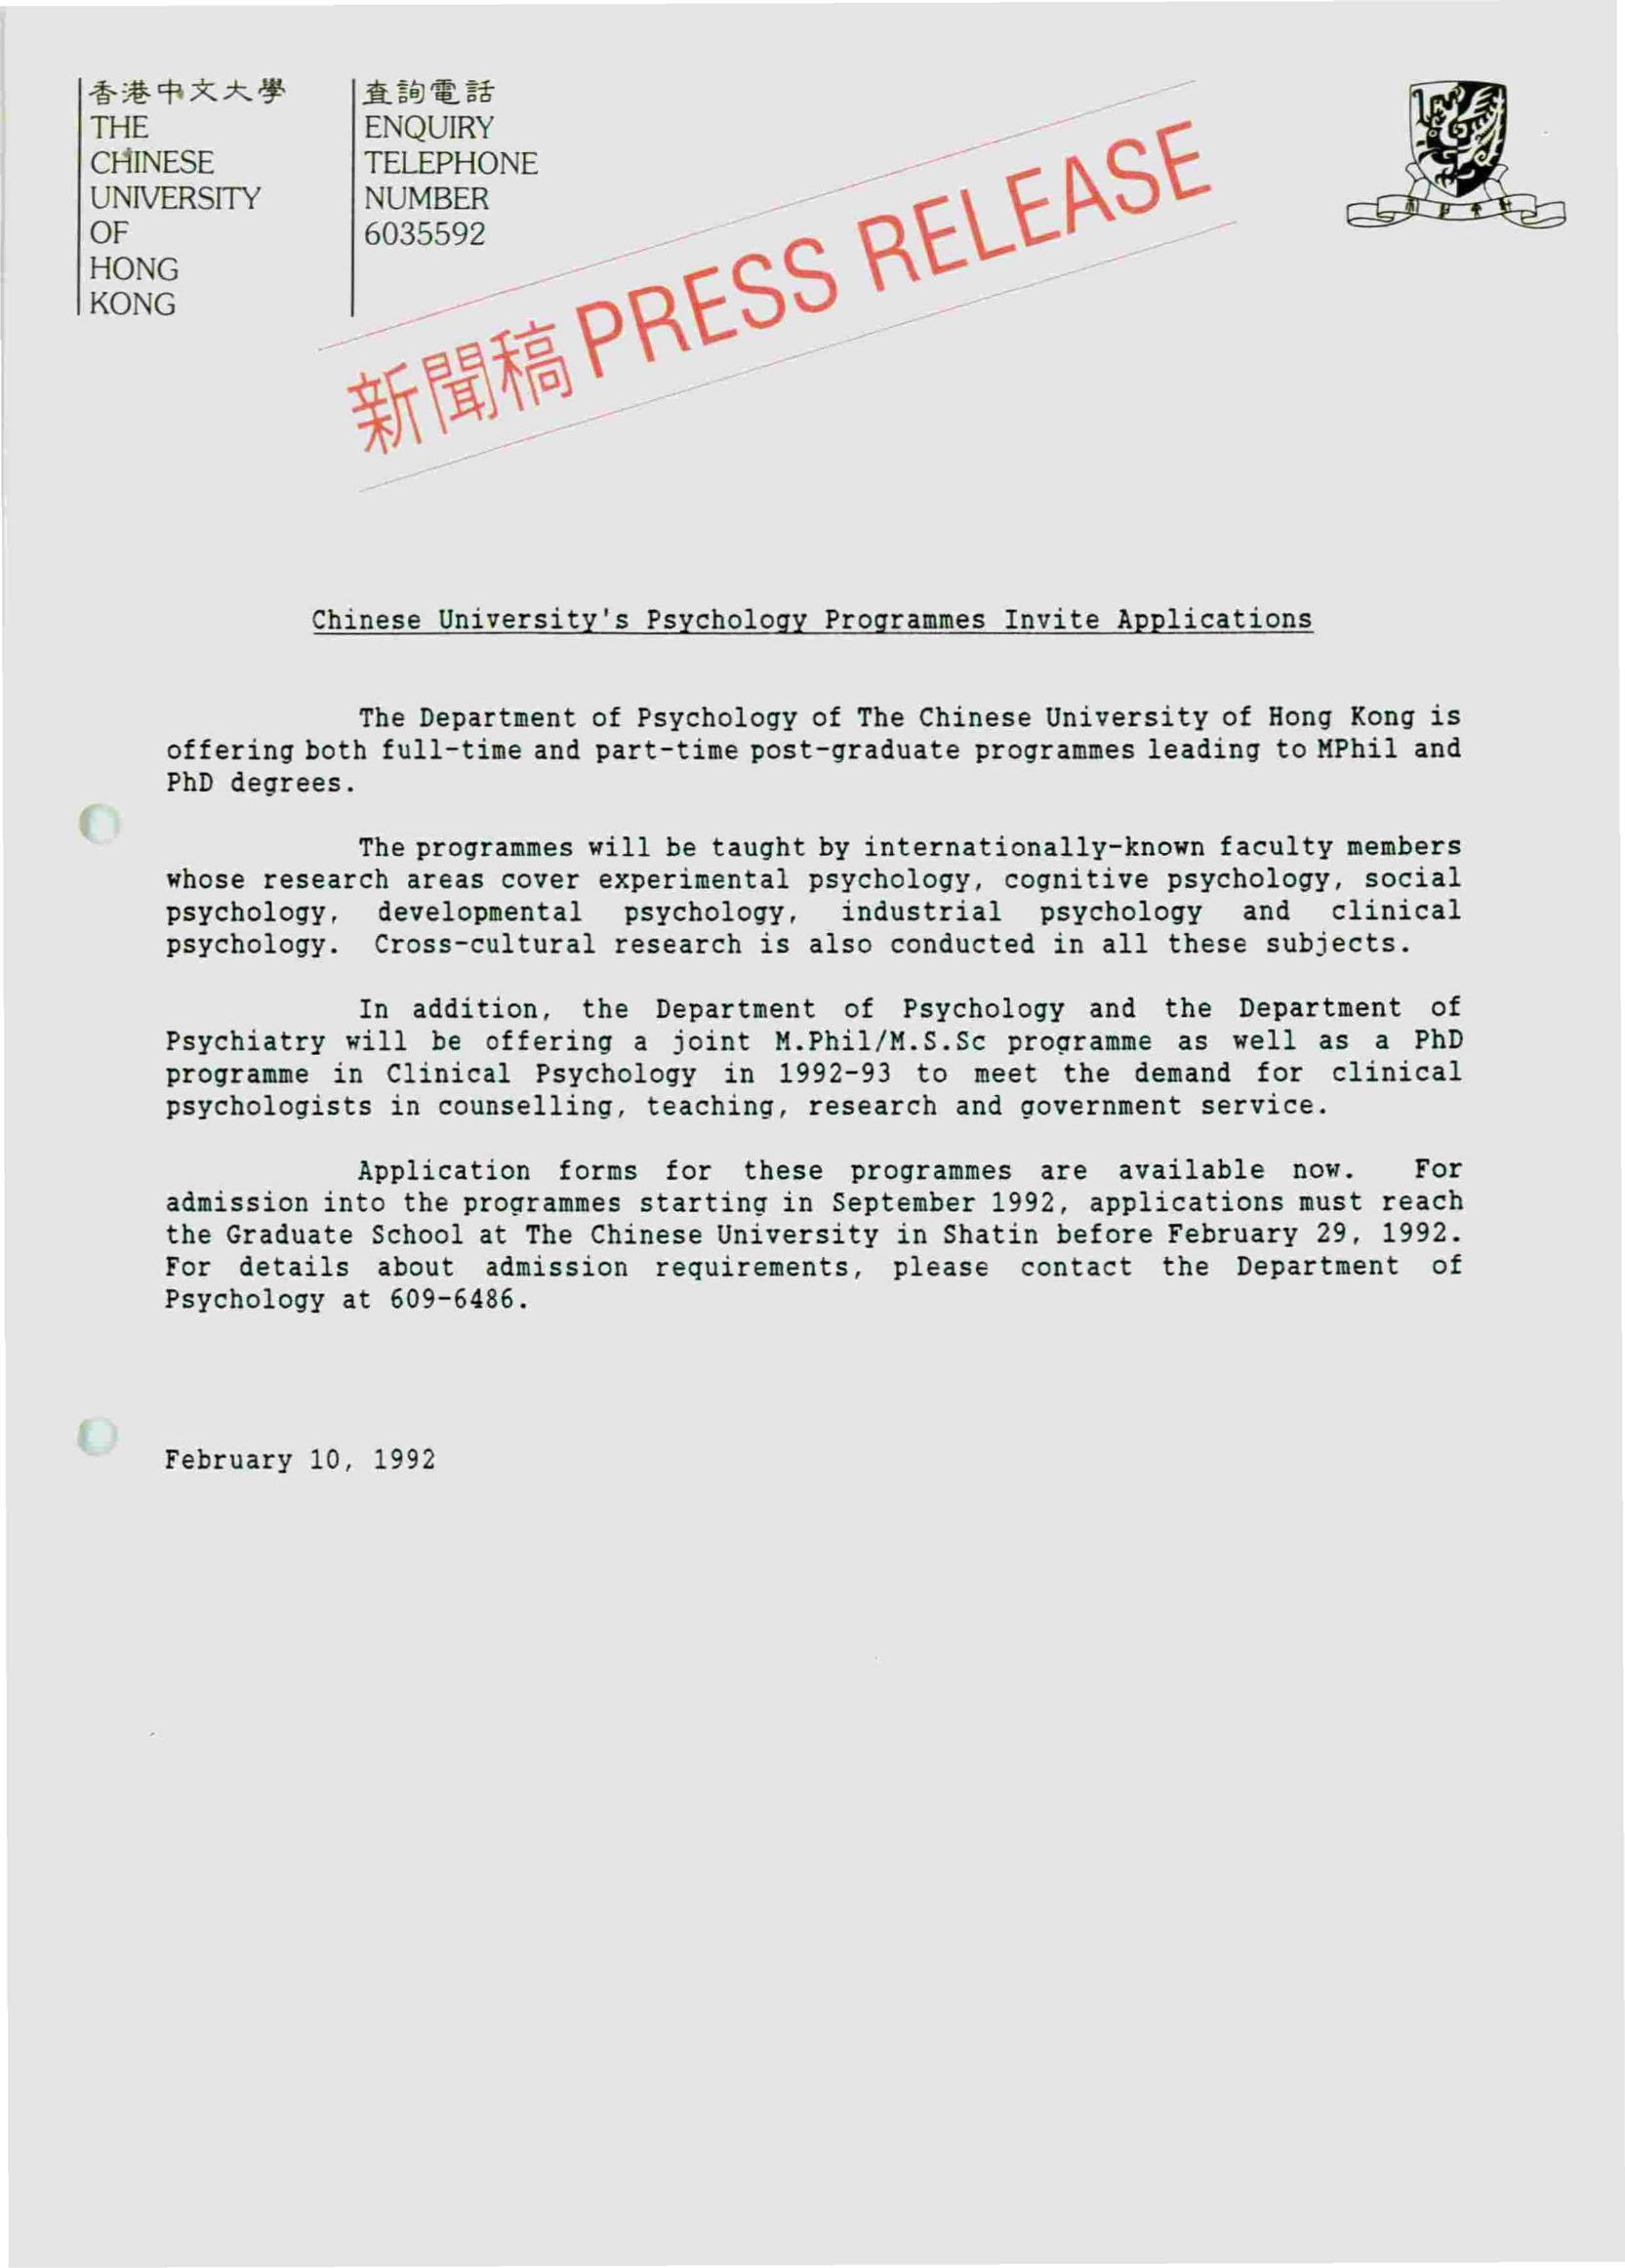 香港中文大學
THE
CHINESE
UNIVERSITY
OF
HONG
KONG
查詢電話
ENQUIRY
TELEPHONE
NUMBER
6035592
新聞稿 PRESS RELEASE
Chinese University's Psychology Programmes Invite Applications
The Department of Psychology of The Chinese University of Hong Kong is
offering both full-time and part-time post-graduate programmes leading to MPhil and
PhD degrees.
The programmes will be taught by internationally-known faculty members
whose research areas cover experimental psychology, cognitive psychology, social
psychology, developmental psychology, industrial psychology and clinical
psychology. Cross-cultural research is also conducted in all these subjects.
In addition, the Department of Psychology and the Department of
Psychiatry will be offering a joint M.Phil/M.S.Sc programme as well as a PhD
programme in Clinical Psychology in 1992-93 to meet the demand for clinical
psychologists in counselling, teaching, research and government service.
Application forms for these programmes are available now. For
admission into the programmes starting in September 1992, applications must reach
the Graduate School at The Chinese University in Shatin before February 29, 1992.
For details about admission requirements, please contact the Department of
Psychology at 609-6486.
February 10, 1992